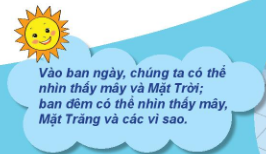 Vào ban ngày, chúng ta có thể
nhìn thấy mây và Mặt Trời;
ban đêm có thể nhìn thấy mây,
Mặt Trăng và các vì sao.